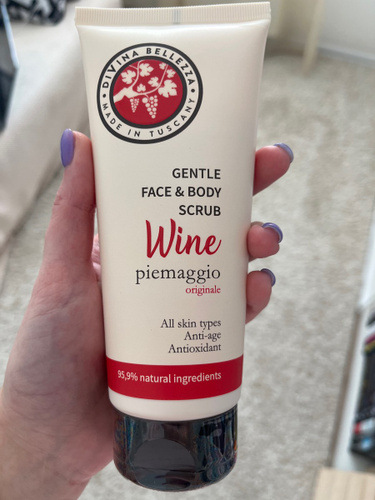 DIVINA BELLEZZA
MADE IN TUSCANY
GENTLE
FACE & BODY
SCRUB
Wine
piemaggio
originale
All skin types
Anti-age
Antioxidant
95,9% natural ingredients